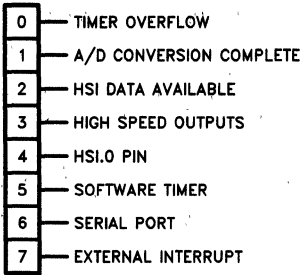 0 TIMER OVERFLOW
1 A/D CONVERSION COMPLETE
2 HSI DATA AVAILABLE
3 HIGH SPEED OUTPUTS
4 HSI.0 PIN
5 SOFTWARE TIMER
6 SERIAL PORT
7 EXTERNAL INTERRUPT